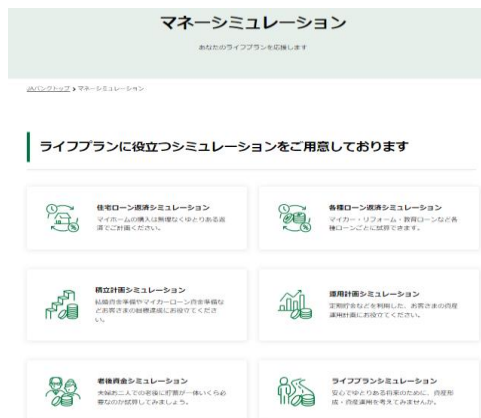 マネーシミュレーション
あなたのライフプランを応援します
JAバンクトップ > マネーシミュレーション
ライフプランに役立つシミュレーションをご用意しております
住宅ローン返済シミュレーション
マイホームの購入は無理なくゆとりある返
済でご計画ください。
各種ローン返済シミュレーション
マイカー・リフォーム・教育ローンなど各
種ローンごとに試算できます。
積立計画シミュレーション
結婚資金準備やマイカーローン資金準備な
どお客さまの目標達成にお役立てくださ
い。
運用計画シミュレーション
定期貯金などを利用した、お客さまの資産
運用計画にお役立てください。
老後資金シミュレーション
夫婦お二人での老後に貯蓄が一体いくら必
要なのか試算してみましょう。
ライフプランシミュレーション
安心でゆとりある将来のために、資産形
成・資産運用を考えてみませんか。